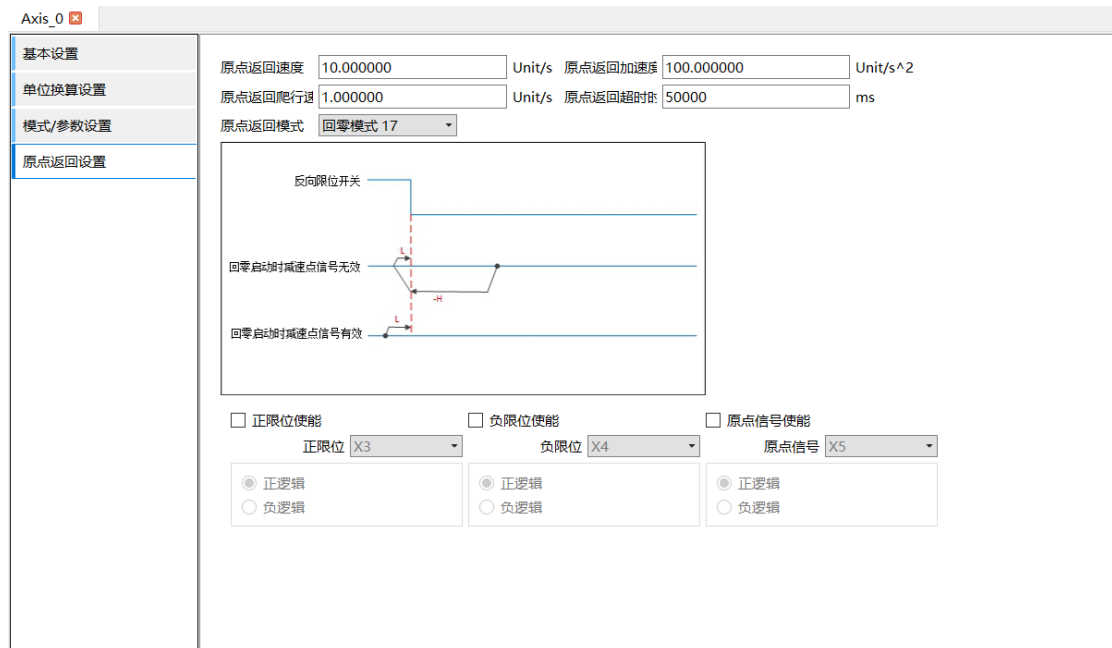 Axis_0
基本设置
单位换算设置
模式/参数设置
原点返回设置
原点返回速度 10.000000 Unit/s 原点返回加速度 100.000000 Unit/s^2
原点返回爬行速 1.000000 Unit/s 原点返回超时时 50000 ms
原点返回模式 回零模式 17
反向限位开关
L
回零启动时减速点信号无效
-H
L
回零启动时减速点信号有效
正限位使能 负限位使能 原点信号使能
正限位 X3 负限位 X4 原点信号 X5
正逻辑 正逻辑 正逻辑
负逻辑 负逻辑 负逻辑